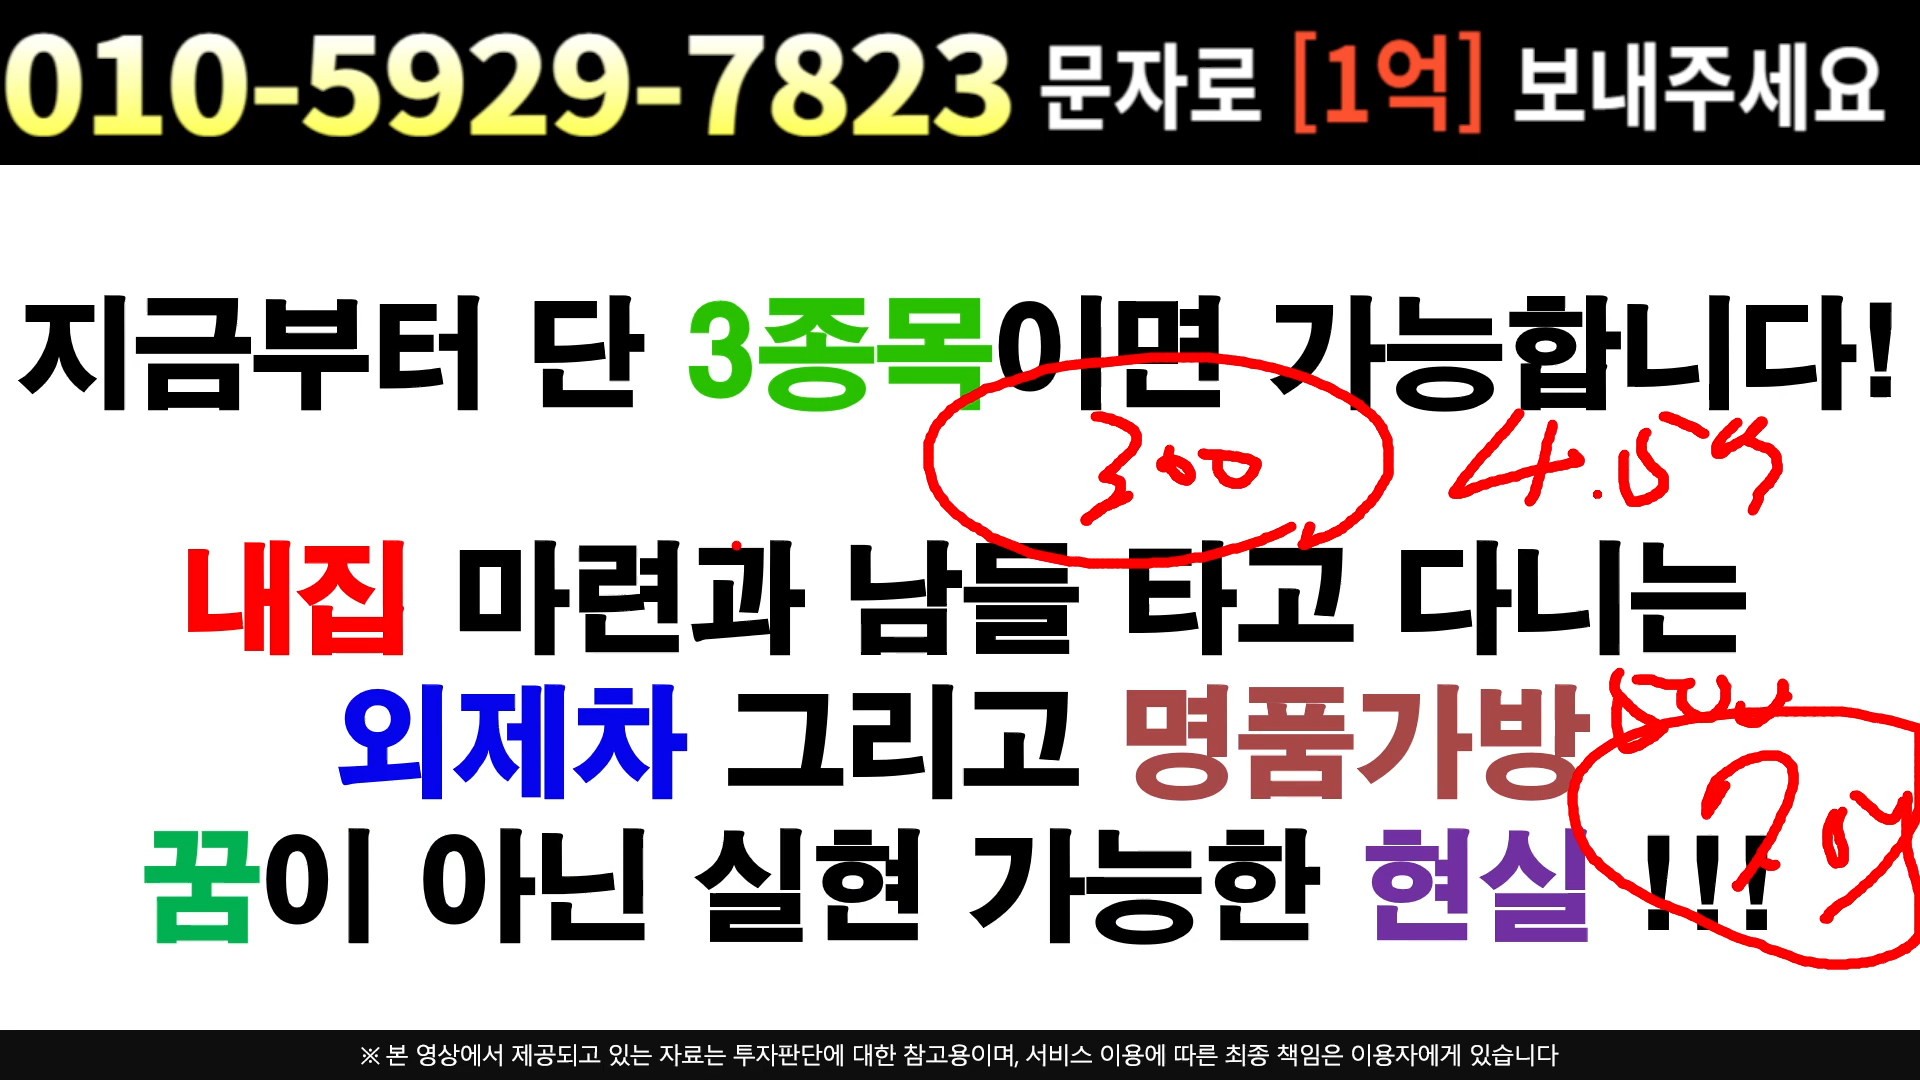 010-5929-7823 문자로 [1억] 보내주세요
지금부터 단 3종목이면 가능합니다!
300 4.5억
내집 마련과 남들 타고 다니는
외제차 그리고 명품가방
500
꿈이 아닌 실현 가능한 현실 !!!
※ 본 영상에서 제공되고 있는 자료는 투자판단에 대한 참고용이며, 서비스 이용에 따른 최종 책임은 이용자에게 있습니다